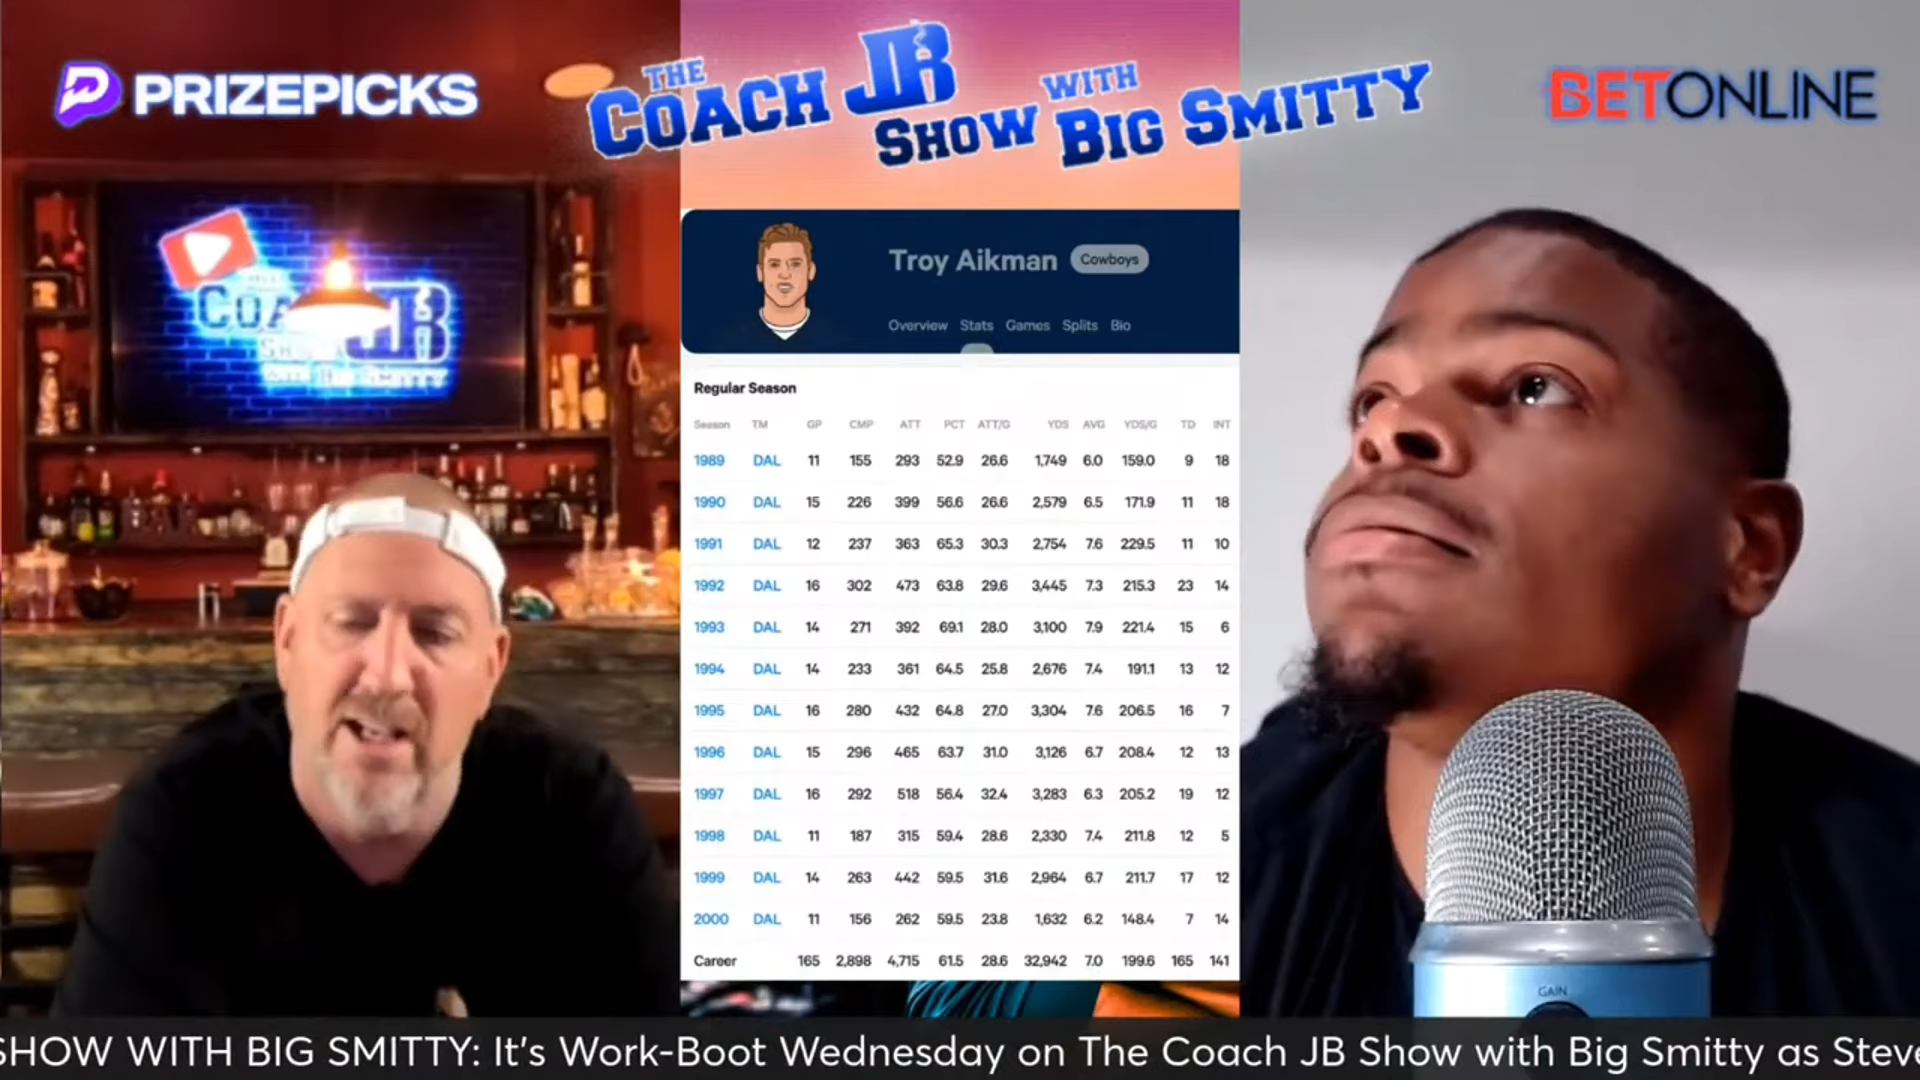 PRIZEPICKS
THE COACH JB SHOW WITH BIG SMITTY
BETONLINE
Troy Aikman Cowboys
Overview Stats Games Splits Bio
Regular Season
Season TM GP CMP ATT PCT ATT/G YDS AVG YDS/G TD INT
1989 DAL 11 155 293 52.9 26.6 1,749 6.0 159.0 9 18
1990 DAL 15 226 399 56.6 26.6 2,579 6.5 171.9 11 18
1991 DAL 12 237 363 65.3 30.3 2,754 7.6 229.5 11 10
1992 DAL 16 302 473 63.8 29.6 3,445 7.3 215.3 23 14
1993 DAL 14 271 392 69.1 28.0 3,100 7.9 221.4 15 6
1994 DAL 14 233 361 64.5 25.8 2,676 7.4 191.1 13 12
1995 DAL 16 280 432 64.8 27.0 3,304 7.6 206.5 16 7
1996 DAL 15 296 465 63.7 31.0 3,126 6.7 208.4 12 13
1997 DAL 16 292 518 56.4 32.4 3,283 6.3 205.2 19 12
1998 DAL 11 187 315 59.4 28.6 2,330 7.4 211.8 12 5
1999 DAL 14 263 442 59.5 31.6 2,964 6.7 211.7 17 12
2000 DAL 11 156 262 59.5 23.8 1,632 6.2 148.4 7 14
Career 165 2,898 4,715 61.5 28.6 32,942 7.0 199.6 165 141
GAIN
SHOW WITH BIG SMITTY: It's Work-Boot Wednesday on The Coach JB Show with Big Smitty as Steve